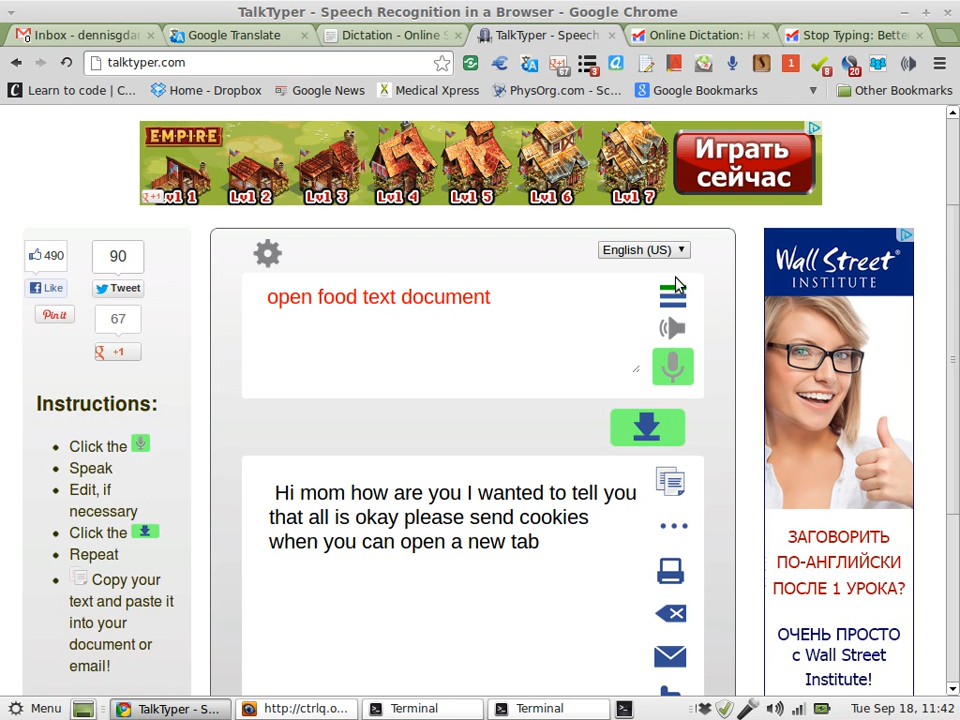 TalkTyper - Speech Recognition in a Browser - Google Chrome
Inbox - dennisgdan
Google Translate
Dictation - Online S
TalkTyper - Speech
Online Dictation: H
Stop Typing: Better
talktyper.com
67
3
1
8
20
Learn to code | C...
Home - Dropbox
Google News
Medical Xpress
PhysOrg.com - Sc...
Google Bookmarks
Other Bookmarks
EMPIRE
Lvl 1 Lvl 2 Lvl 3 Lvl 4 Lvl 5 Lvl 6 Lvl 7
Играть
сейчас
490
90
Like
Tweet
Pin it
67
+1
Instructions:
Click the
Speak
Edit, if
necessary
Click the
Repeat
Copy your
text and paste it
into your
document or
email!
English (US)
open food text document
Hi mom how are you I wanted to tell you
that all is okay please send cookies
when you can open a new tab
Wall Street
INSTITUTE
ЗАГОВОРИТЬ
ПО-АНГЛИЙСКИ
ПОСЛЕ 1 УРОКА?
ОЧЕНЬ ПРОСТО
с Wall Street
Institute!
Menu
TalkTyper - S...
http://ctrlq.o...
Terminal
Terminal
Tue Sep 18, 11:42